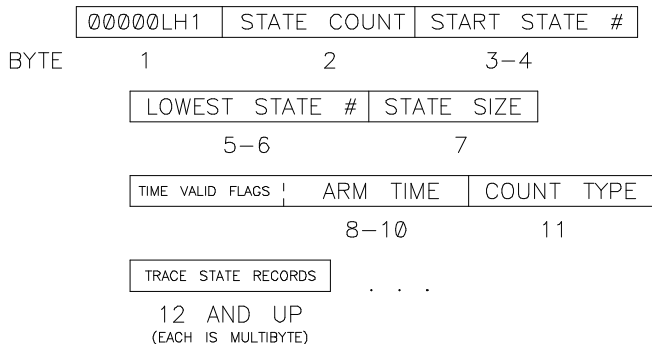 00000LH1 STATE COUNT START STATE #
BYTE 1 2 3-4
LOWEST STATE # STATE SIZE
5-6 7
TIME VALID FLAGS ARM TIME COUNT TYPE
8-10 11
TRACE STATE RECORDS . . .
12 AND UP
(EACH IS MULTIBYTE)